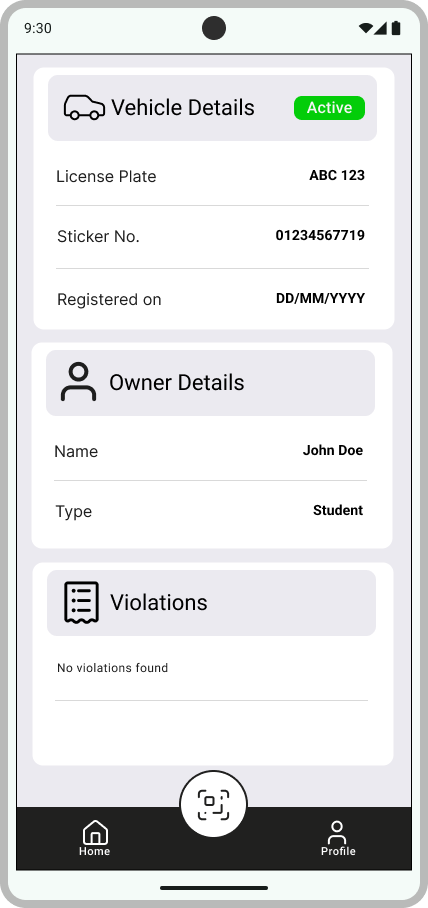 9:30
Vehicle Details
Active
License Plate ABC 123
Sticker No. 01234567719
Registered on DD/MM/YYYY
Owner Details
Name John Doe
Type Student
Violations
No violations found
Home Profile